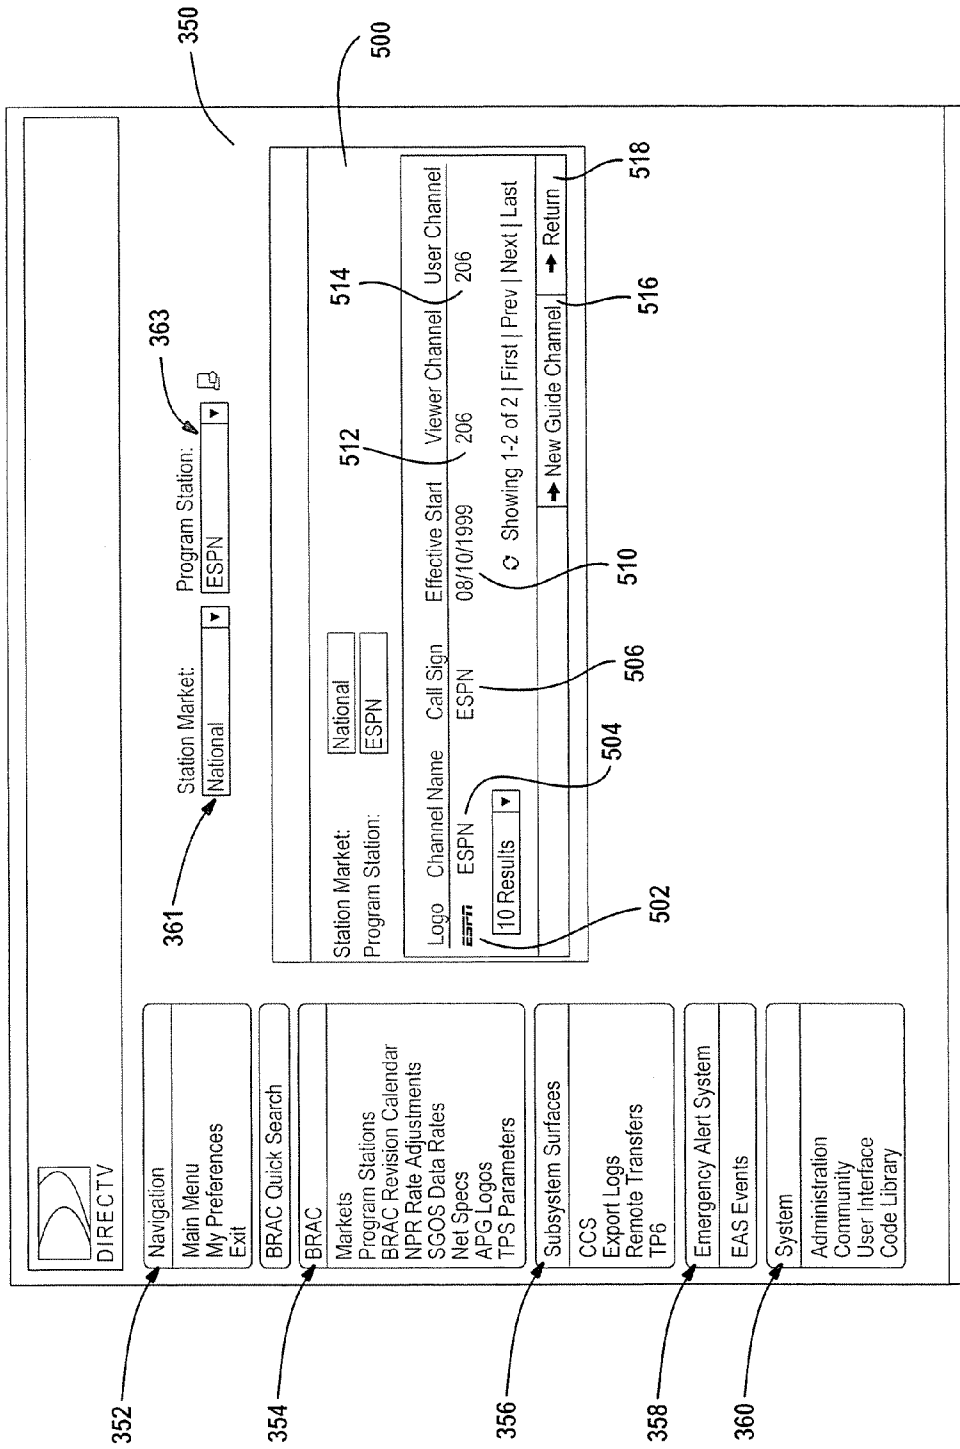 DIRECTV
Navigation
Main Menu
My Preferences
Exit
BRAC Quick Search
BRAC
Markets
Program Stations
BRAC Revision Calendar
NPR Rate Adjustments
SGOS Data Rates
Net Specs
APG Logos
TPS Parameters
Subsystem Surfaces
CCS
Export Logs
Remote Transfers
TP6
Emergency Alert System
EAS Events
System
Administration
Community
User Interface
Code Library
352
354
356
358
360
Station Market: Program Station:
National ESPN
361
363
350
500
Station Market: National
Program Station: ESPN
Logo Channel Name Call Sign Effective Start Viewer Channel User Channel
ESPN ESPN ESPN 08/10/1999 206 206
10 Results Showing 1-2 of 2 | First | Prev | Next | Last
New Guide Channel Return
502
504
506
510
512
514
516
518